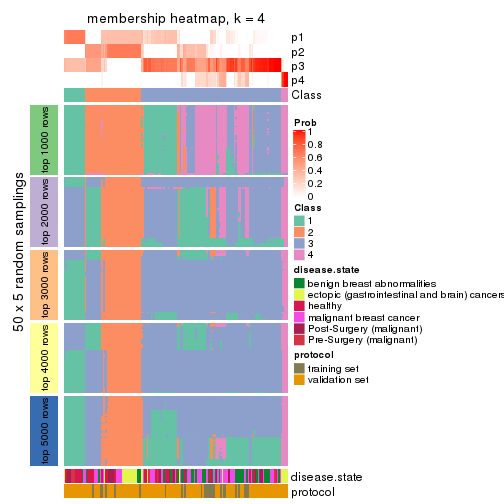 membership heatmap, k = 4
p1
p2
p3
p4
Class
50 x 5 random samplings
top 1000 rows
top 2000 rows
top 3000 rows
top 4000 rows
top 5000 rows
disease.state
protocol
Prob
1
0.8
0.6
0.4
0.2
0
Class
1
2
3
4
disease.state
benign breast abnormalities
ectopic (gastrointestinal and brain) cancers
healthy
malignant breast cancer
Post-Surgery (malignant)
Pre-Surgery (malignant)
protocol
training set
validation set